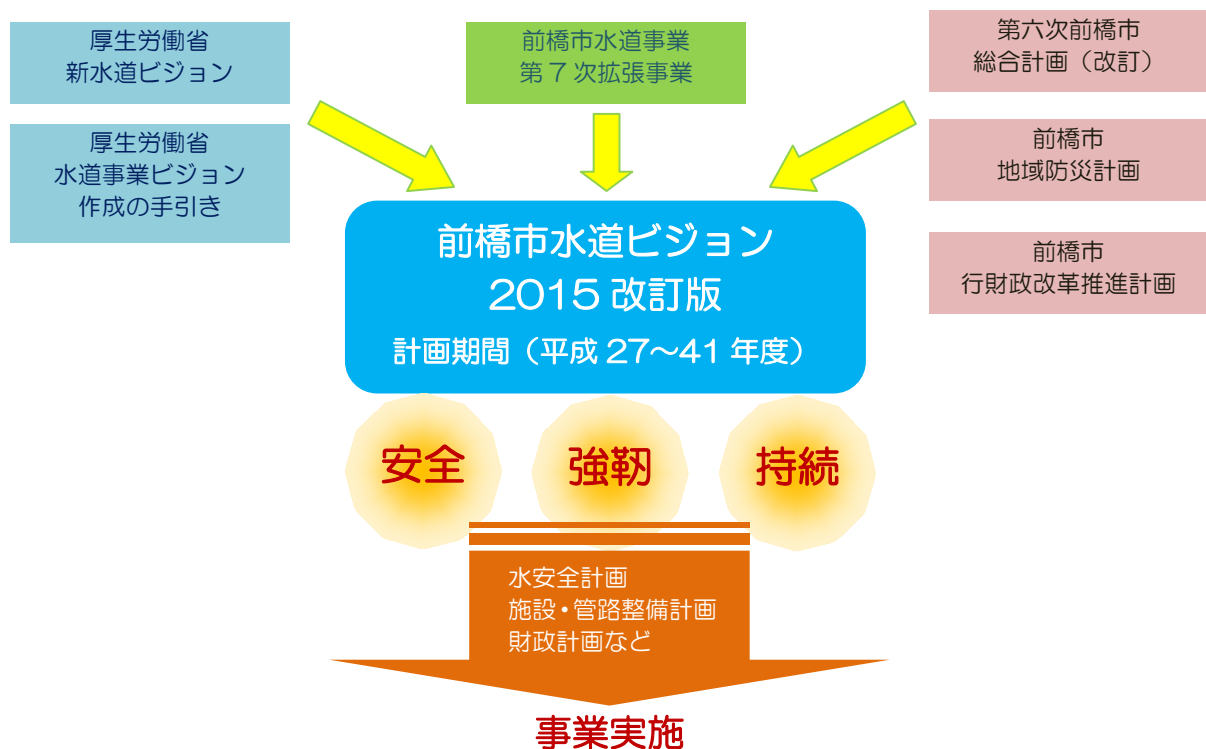 厚生労働省
新水道ビジョン
厚生労働省
水道事業ビジョン
作成の手引き
前橋市水道事業
第７次拡張事業
第六次前橋市
総合計画（改訂）
前橋市
地域防災計画
前橋市
行財政改革推進計画
前橋市水道ビジョン
2015 改訂版
計画期間（平成 27～41 年度）
安全
強靭
持続
水安全計画
施設・管路整備計画
財政計画など
事業実施